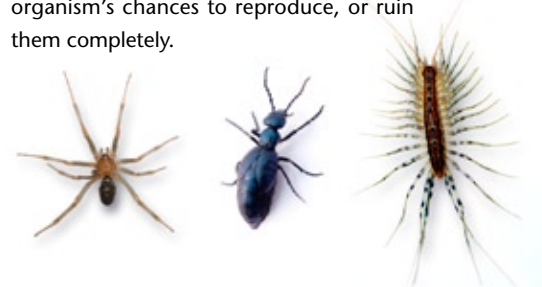 organism's chances to reproduce, or ruin
them completely.